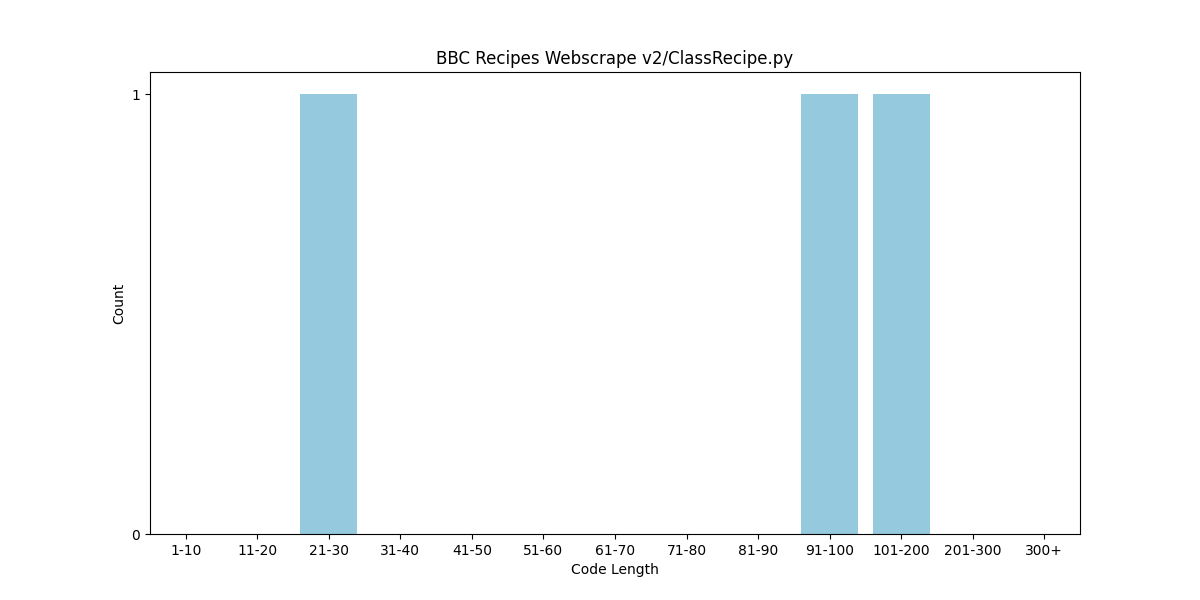 BBC Recipes Webscrape v2/ClassRecipe.py
1
Count
0
1-10 11-20 21-30 31-40 41-50 51-60 61-70 71-80 81-90 91-100 101-200 201-300 300+
Code Length